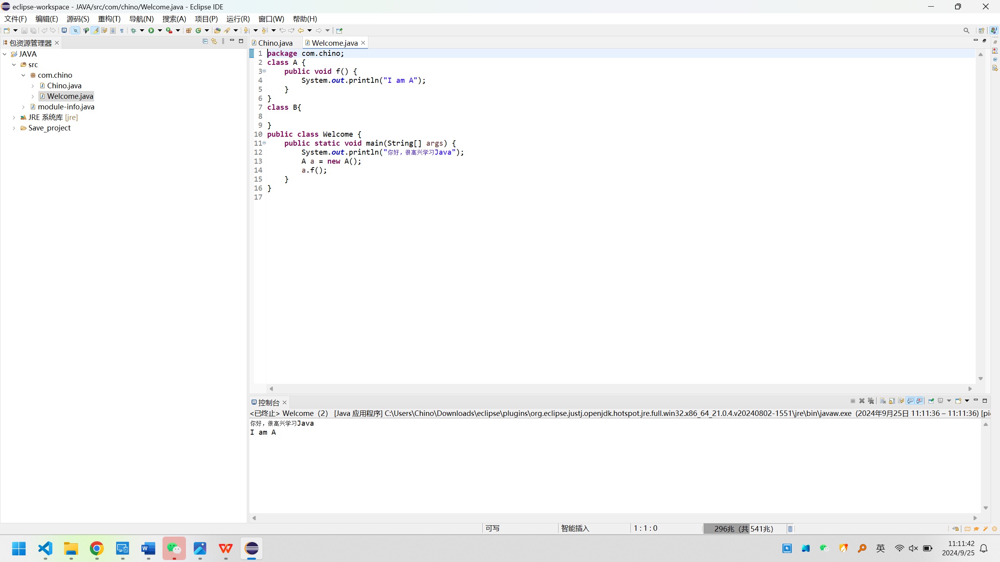 eclipse-workspace - JAVA/src/com/chino/Welcome.java - Eclipse IDE
文件(F) 编辑(E) 源码(S) 重构(T) 导航(N) 搜索(A) 项目(P) 运行(R) 窗口(W) 帮助(H)
包资源管理器
JAVA
src
com.chino
Chino.java
Welcome.java
module-info.java
JRE 系统库 [jre]
Save_project
Chino.java Welcome.java
1 package com.chino;
2 class A {
3 public void f() {
4 System.out.println("I am A");
5 }
6 }
7 class B{
8
9 }
10 public class Welcome {
11 public static void main(String[] args) {
12 System.out.println("你好，很高兴学习Java");
13 A a = new A();
14 a.f();
15 }
16 }
17
控制台
<已终止> Welcome（2） [Java 应用程序] C:\Users\Chino\Downloads\eclipse\plugins\org.eclipse.justj.openjdk.hotspot.jre.full.win32.x86_64_21.0.4.v20240802-1551\jre\bin\javaw.exe (2024年9月25日 11:11:36 – 11:11:36) [pi
你好，很高兴学习Java
I am A
可写 智能插入 1 : 1 : 0 296兆（共 541兆）
英
11:11:42
2024/9/25